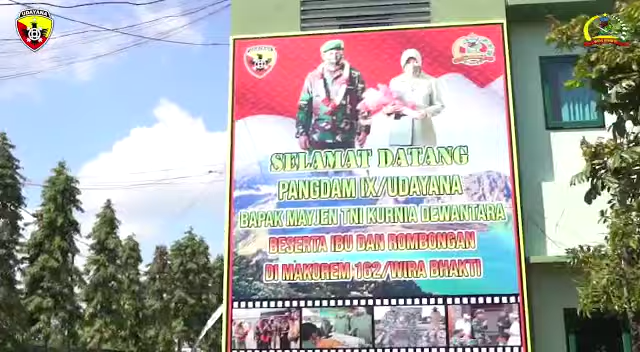 UDAYANA
SELAMAT DATANG
PANGDAM IX/UDAYANA
BAPAK MAYJEN TNI KURNIA DEWANTARA
BESERTA IBU DAN ROMBONGAN
DI MAKOREM 162/WIRA BHAKTI